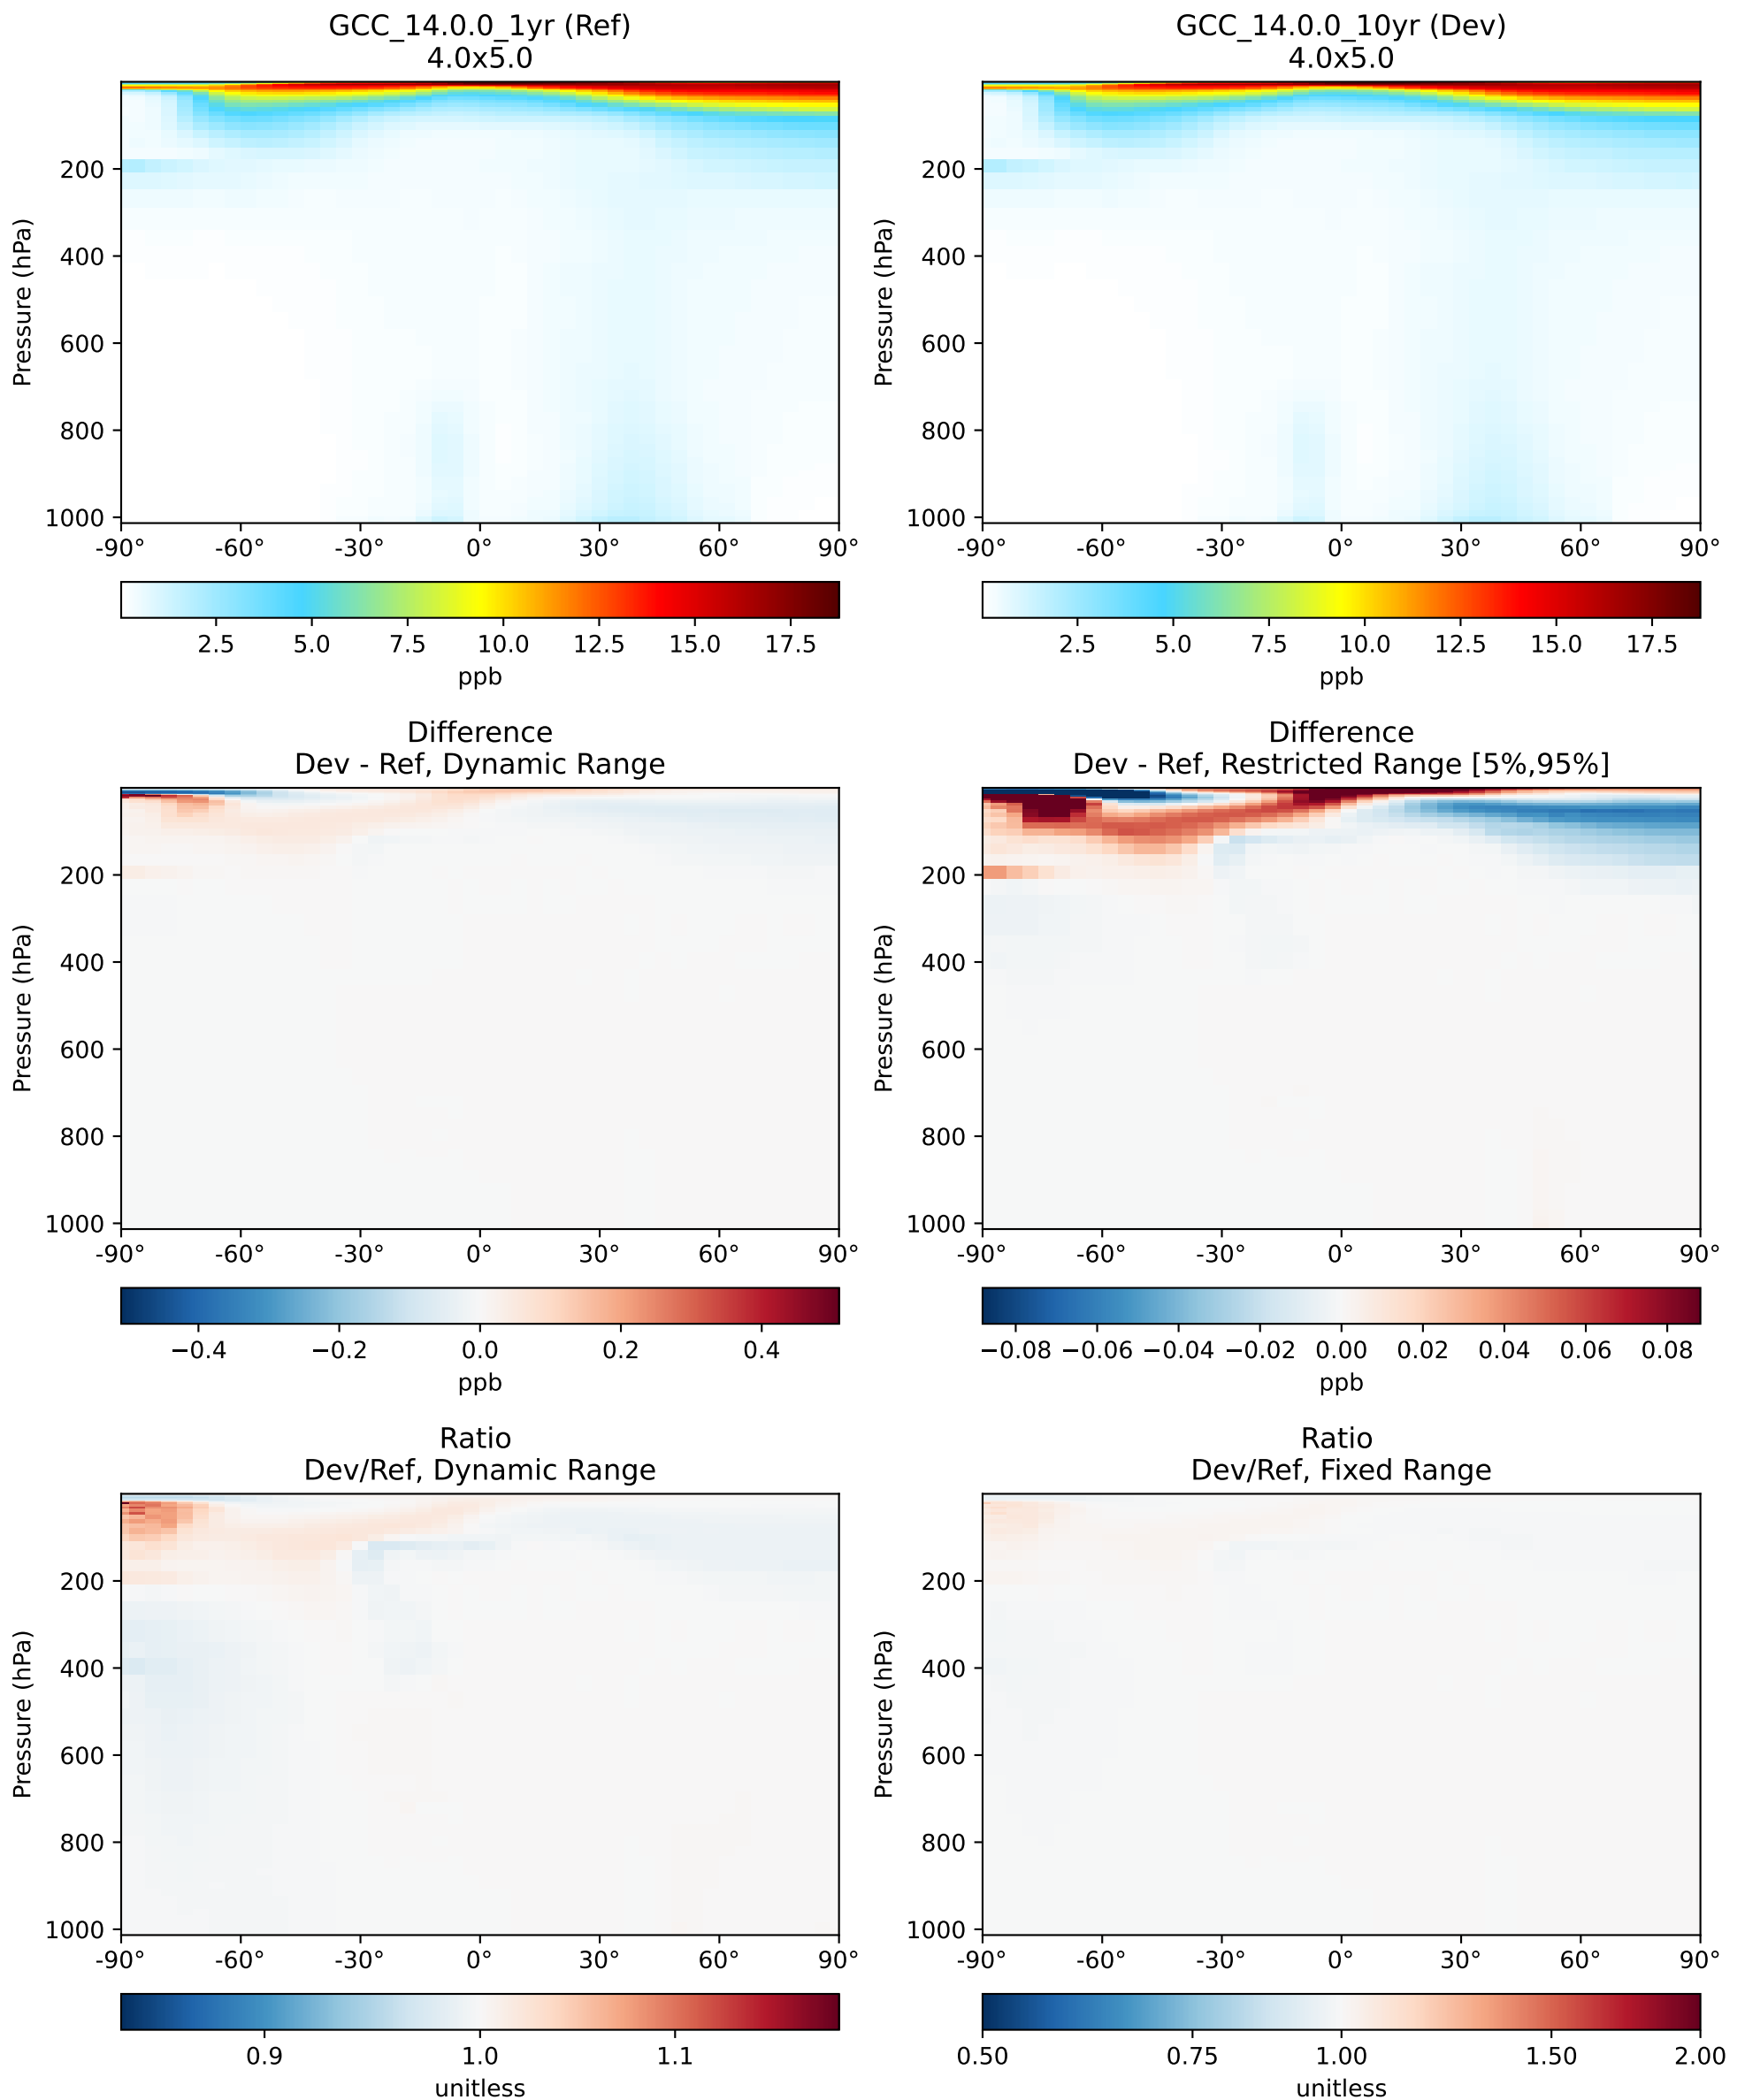 GCC_14.0.0_1yr (Ref)
4.0x5.0
Pressure (hPa)
200
400
600
800
1000
-90° -60° -30° 0° 30° 60° 90°
2.5 5.0 7.5 10.0 12.5 15.0 17.5
ppb
GCC_14.0.0_10yr (Dev)
4.0x5.0
Pressure (hPa)
200
400
600
800
1000
-90° -60° -30° 0° 30° 60° 90°
2.5 5.0 7.5 10.0 12.5 15.0 17.5
ppb
Difference
Dev - Ref, Dynamic Range
Pressure (hPa)
200
400
600
800
1000
-90° -60° -30° 0° 30° 60° 90°
−0.4 −0.2 0.0 0.2 0.4
ppb
Difference
Dev - Ref, Restricted Range [5%,95%]
Pressure (hPa)
200
400
600
800
1000
-90° -60° -30° 0° 30° 60° 90°
−0.08 −0.06 −0.04 −0.02 0.00 0.02 0.04 0.06 0.08
ppb
Ratio
Dev/Ref, Dynamic Range
Pressure (hPa)
200
400
600
800
1000
-90° -60° -30° 0° 30° 60° 90°
0.9 1.0 1.1
unitless
Ratio
Dev/Ref, Fixed Range
Pressure (hPa)
200
400
600
800
1000
-90° -60° -30° 0° 30° 60° 90°
0.50 0.75 1.00 1.50 2.00
unitless